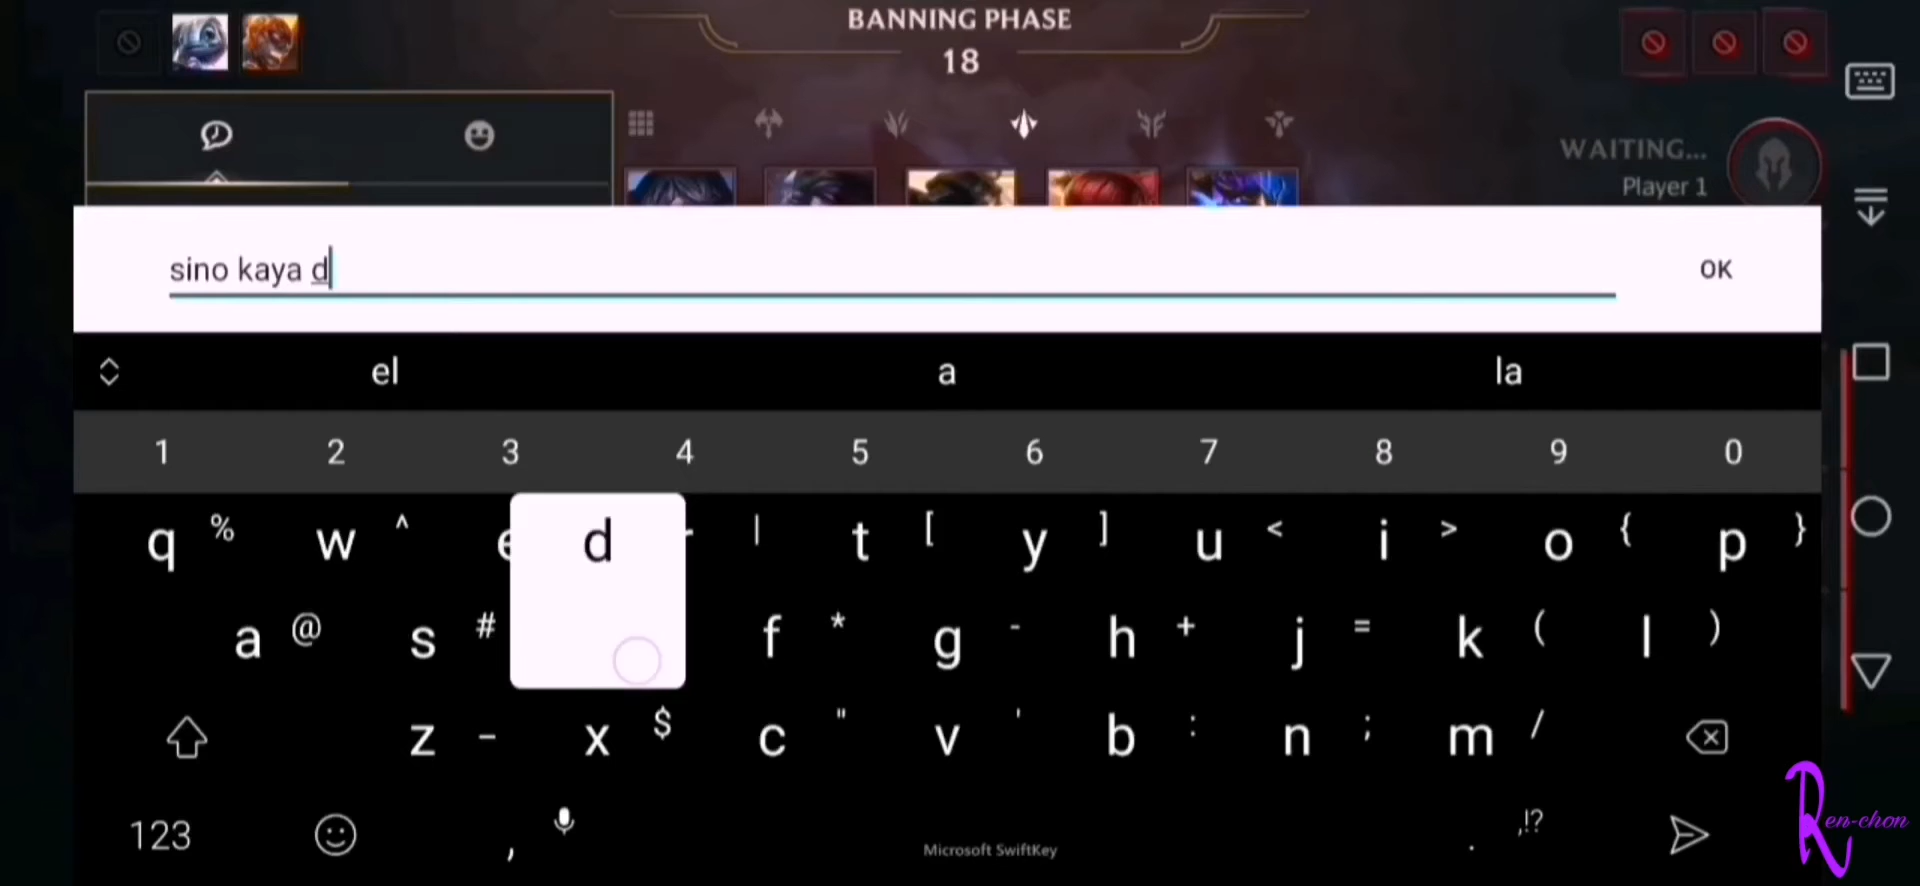 BANNING PHASE
18
WAITING...
Player 1
sino kaya d
OK
el a la
1 2 3 4 5 6 7 8 9 0
q % w ^ e d r | t [ y ] u < i > o { p }
a @ s # f * g - h + j = k ( l )
z – x $ c " v ' b : n ; m /
123 , Microsoft SwiftKey . ,!?
Ren-chon